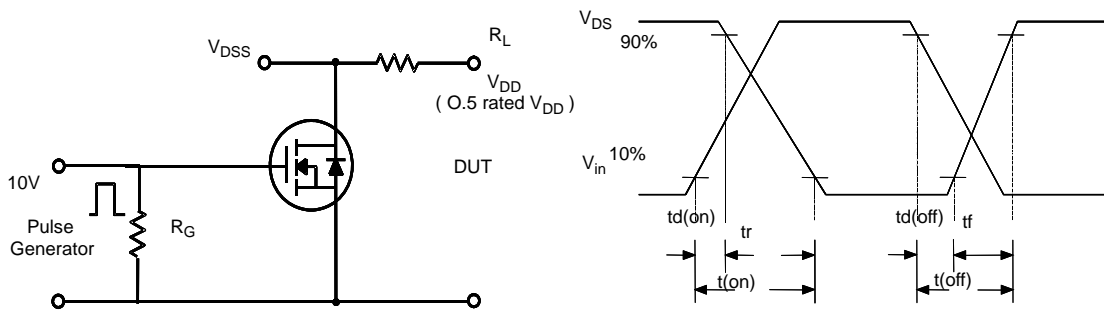 V_DSS
R_L
V_DD
( O.5 rated V_DD )
10V
Pulse
Generator
R_G
DUT
V_DS
90%
V_in 10%
td(on)
tr
t(on)
td(off)
tf
t(off)